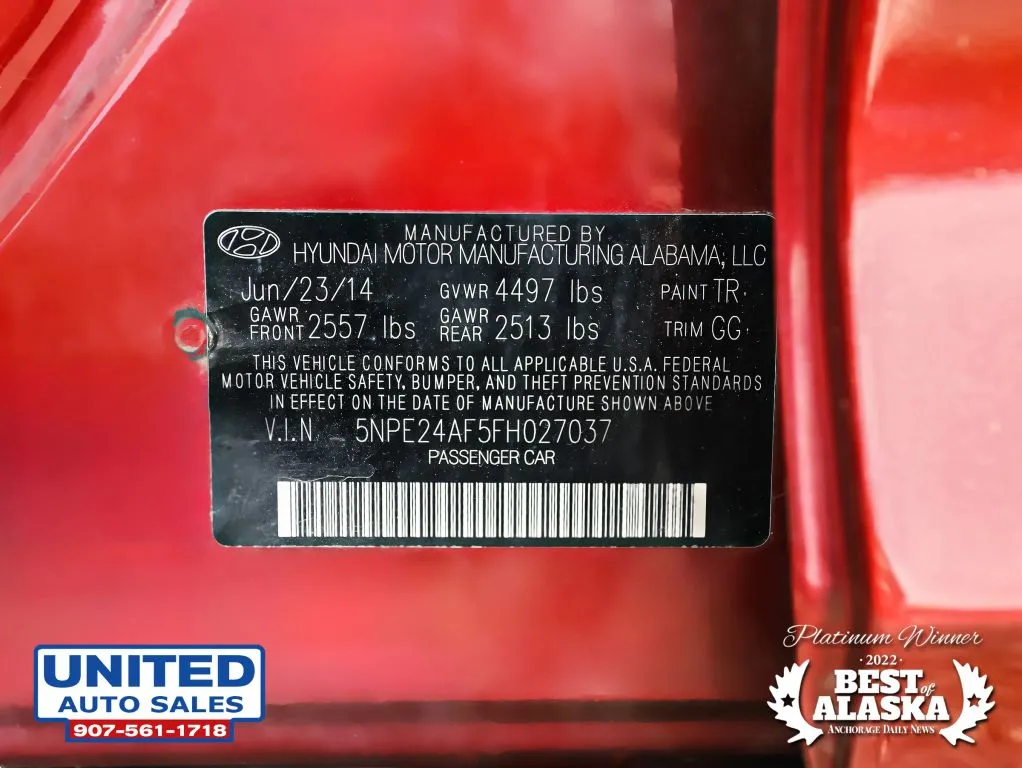 MANUFACTURED BY
HYUNDAI MOTOR MANUFACTURING ALABAMA, LLC
Jun/23/14 GVWR 4497 lbs PAINT TR
GAWR FRONT 2557 lbs GAWR REAR 2513 lbs TRIM GG
THIS VEHICLE CONFORMS TO ALL APPLICABLE U.S.A. FEDERAL
MOTOR VEHICLE SAFETY, BUMPER, AND THEFT PREVENTION STANDARDS
IN EFFECT ON THE DATE OF MANUFACTURE SHOWN ABOVE
V.I.N 5NPE24AF5FH027037
PASSENGER CAR
UNITED
AUTO SALES
907-561-1718
Platinum Winner
·2022·
BEST of
ALASKA
ANCHORAGE DAILY NEWS